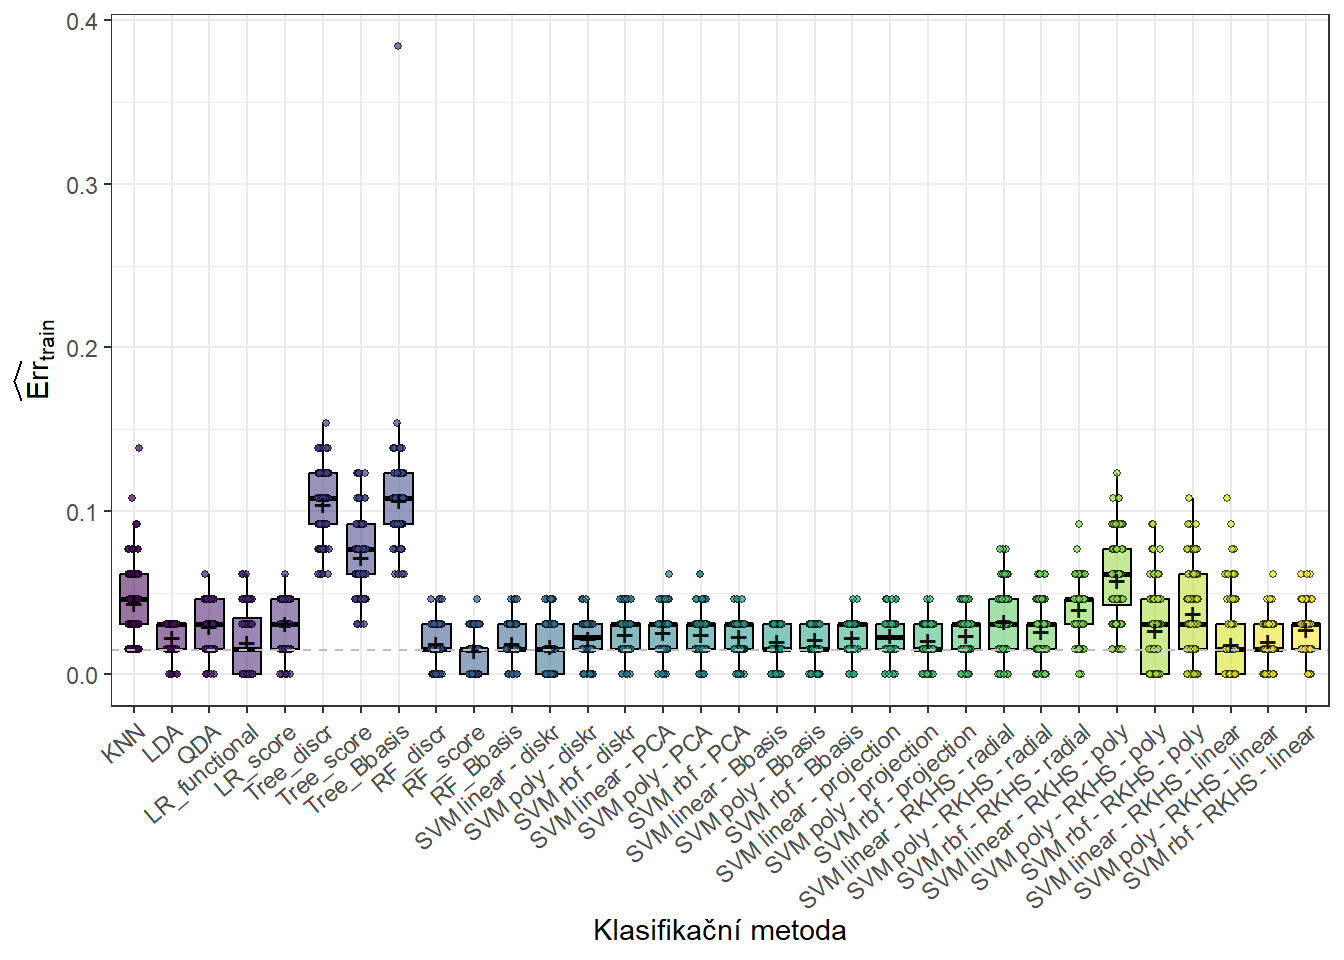 0.4
0.3
0.2
0.1
0.0
Err train
KNN
LDA
QDA
LR_functional
LR_score
Tree_discr
Tree_score
Tree_Bbasis
RF_discr
RF_score
RF_Bbasis
SVM linear - diskr
SVM poly - diskr
SVM rbf - diskr
SVM linear - PCA
SVM poly - PCA
SVM rbf - PCA
SVM linear - Bbasis
SVM poly - Bbasis
SVM rbf - Bbasis
SVM linear - projection
SVM poly - projection
SVM rbf - projection
SVM linear - RKHS - radial
SVM poly - RKHS - radial
SVM rbf - RKHS - radial
SVM linear - RKHS - poly
SVM poly - RKHS - poly
SVM rbf - RKHS - poly
SVM linear - RKHS - linear
SVM poly - RKHS - linear
SVM rbf - RKHS - linear
Klasifikační metoda